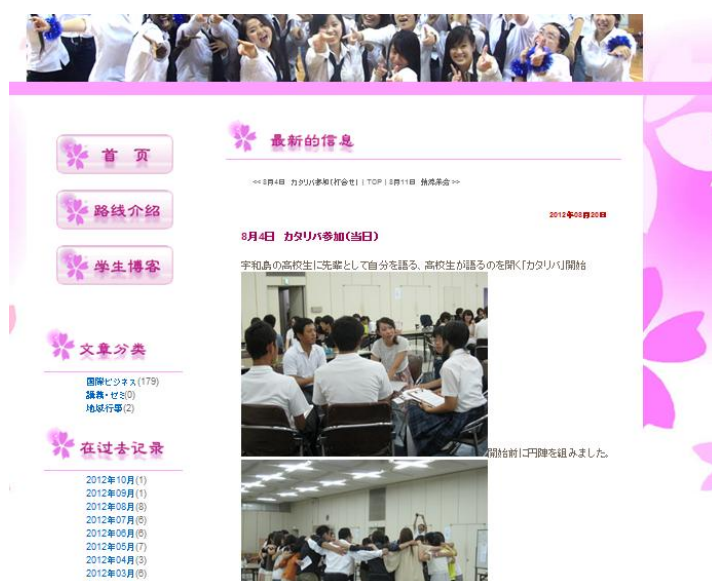 首 页
路线介绍
学生博客
文章分类
国際ビジネス(179)
講義・ゼミ(0)
地域行事(2)
在过去记录
2012年10月(1)
2012年09月(1)
2012年08月(8)
2012年07月(6)
2012年06月(6)
2012年05月(7)
2012年04月(3)
2012年03月(6)
最新的信息
<< 8月4日 カタリバ参加(打合せ) | TOP | 8月11日
2012年08月20日
8月4日 カタリバ参加(当日)
宇和島の高校生に先輩として自分を語る、高校生が語るのを聞く「カタリバ」開始
開始前に円陣を組みました。